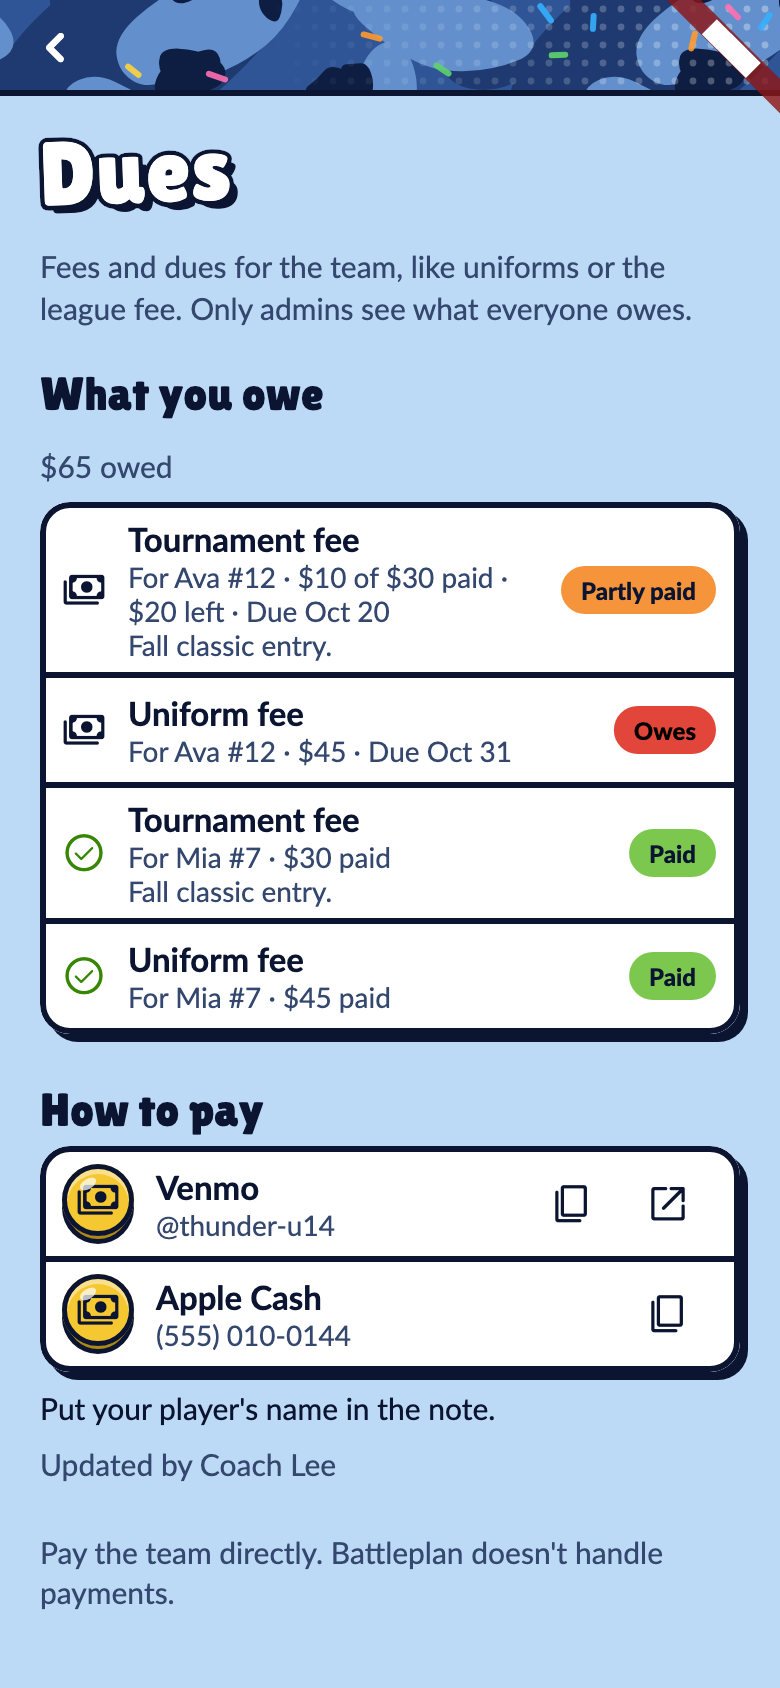 Dues
Fees and dues for the team, like uniforms or the
league fee. Only admins see what everyone owes.
What you owe
$65 owed
Tournament fee
For Ava #12 · $10 of $30 paid ·
$20 left · Due Oct 20
Fall classic entry.
Partly paid
Uniform fee
For Ava #12 · $45 · Due Oct 31
Owes
Tournament fee
For Mia #7 · $30 paid
Fall classic entry.
Paid
Uniform fee
For Mia #7 · $45 paid
Paid
How to pay
Venmo
@thunder-u14
Apple Cash
(555) 010-0144
Put your player's name in the note.
Updated by Coach Lee
Pay the team directly. Battleplan doesn't handle
payments.